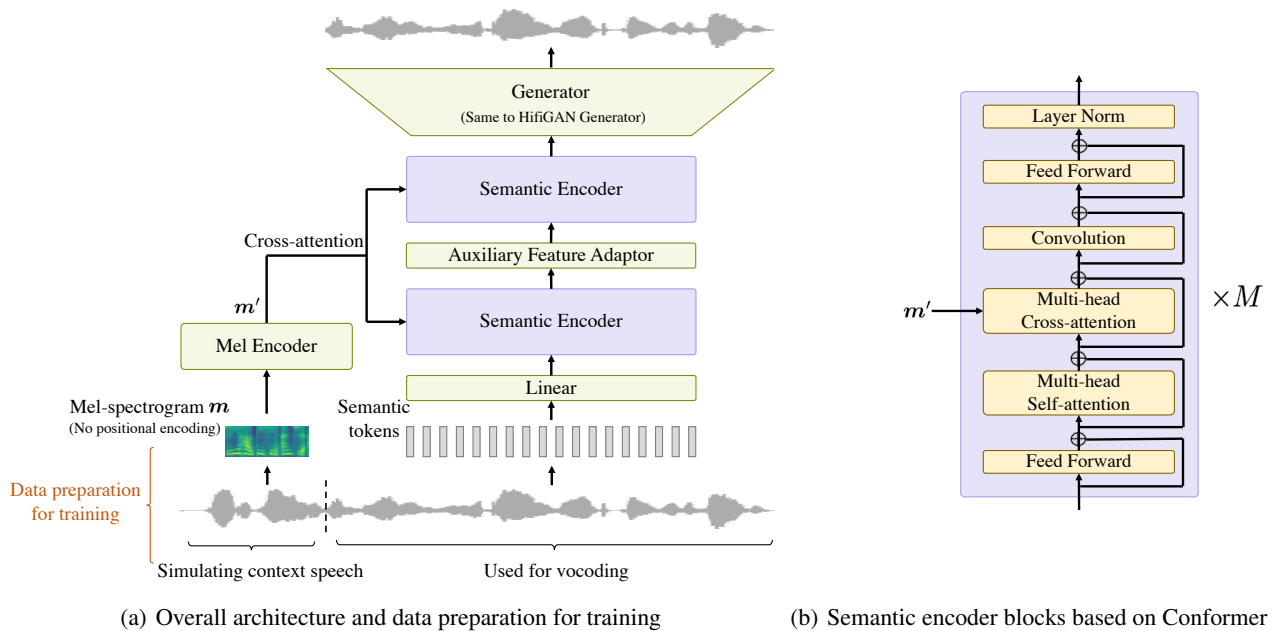 Generator
(Same to HifiGAN Generator)
Semantic Encoder
Cross-attention
Auxiliary Feature Adaptor
m′
Semantic Encoder
Mel Encoder
Linear
Mel-spectrogram m
(No positional encoding)
Semantic
tokens
Data preparation
for training
Simulating context speech
Used for vocoding
(a) Overall architecture and data preparation for training
Layer Norm
Feed Forward
Convolution
m′
Multi-head
Cross-attention
×M
Multi-head
Self-attention
Feed Forward
(b) Semantic encoder blocks based on Conformer